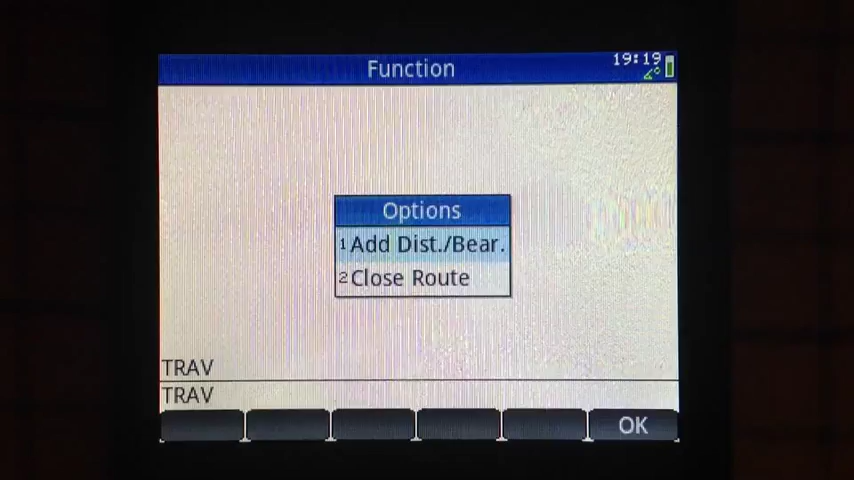 Function
19:19
Options
1 Add Dist./Bear.
2 Close Route
TRAV
TRAV
OK